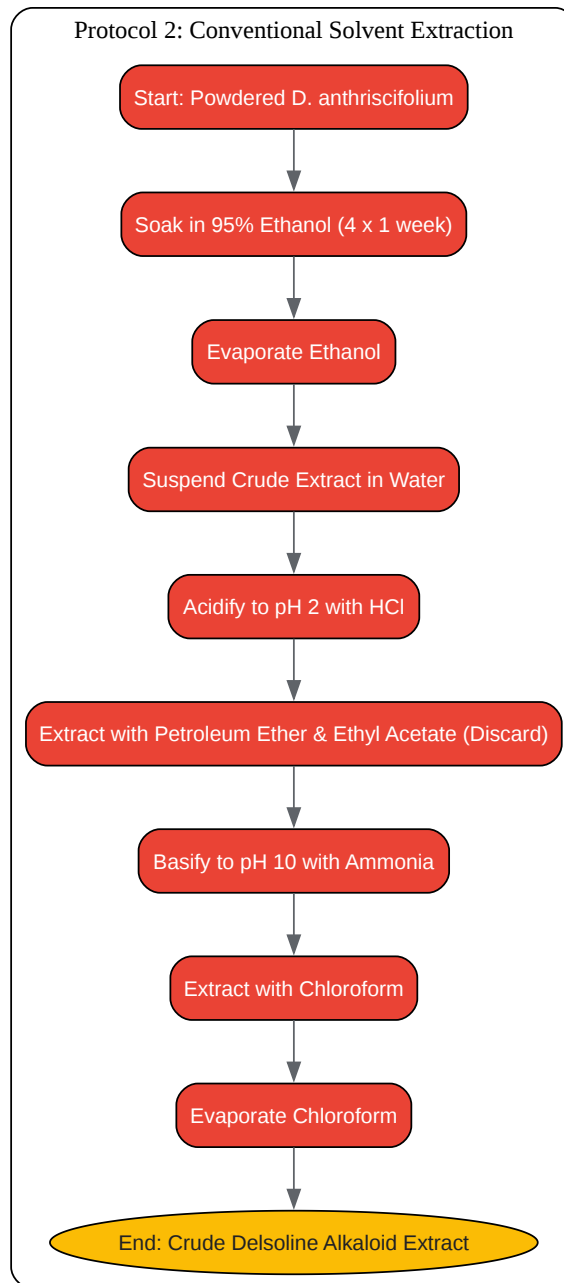 Protocol 2: Conventional Solvent Extraction
Start: Powdered D. anthriscifolium
Soak in 95% Ethanol (4 x 1 week)
Evaporate Ethanol
Suspend Crude Extract in Water
Acidify to pH 2 with HCl
Extract with Petroleum Ether & Ethyl Acetate (Discard)
Basify to pH 10 with Ammonia
Extract with Chloroform
Evaporate Chloroform
End: Crude Delsoline Alkaloid Extract